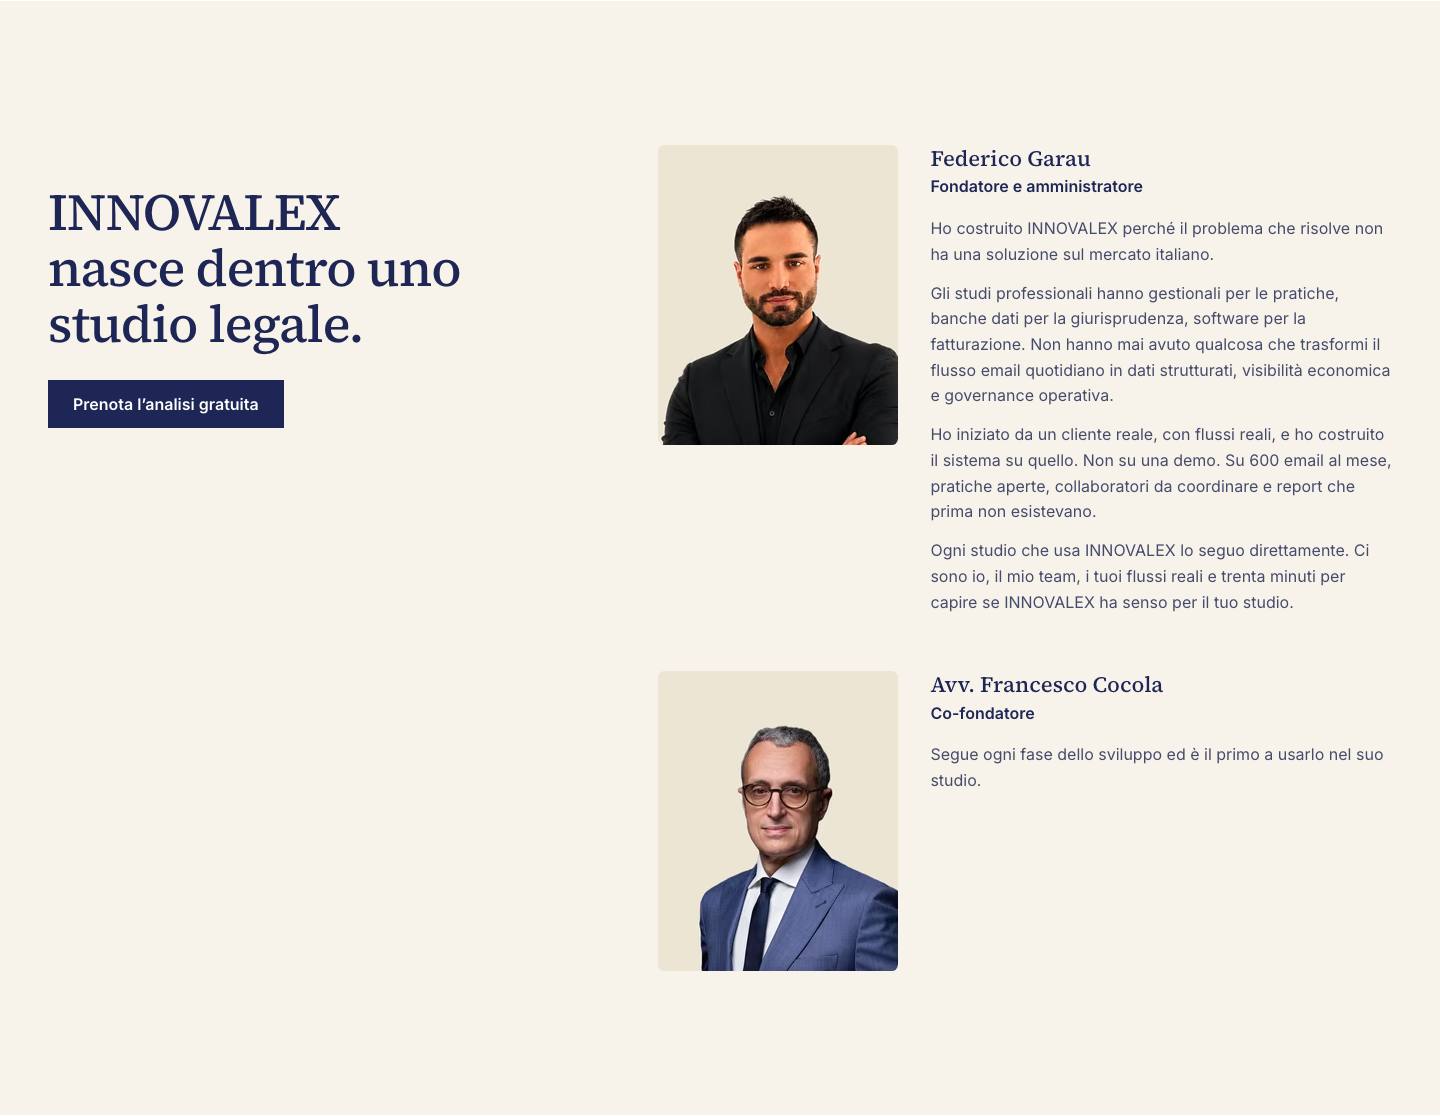 INNOVALEX
nasce dentro uno
studio legale.
Prenota l’analisi gratuita
Federico Garau
Fondatore e amministratore
Ho costruito INNOVALEX perché il problema che risolve non
ha una soluzione sul mercato italiano.
Gli studi professionali hanno gestionali per le pratiche,
banche dati per la giurisprudenza, software per la
fatturazione. Non hanno mai avuto qualcosa che trasformi il
flusso email quotidiano in dati strutturati, visibilità economica
e governance operativa.
Ho iniziato da un cliente reale, con flussi reali, e ho costruito
il sistema su quello. Non su una demo. Su 600 email al mese,
pratiche aperte, collaboratori da coordinare e report che
prima non esistevano.
Ogni studio che usa INNOVALEX lo seguo direttamente. Ci
sono io, il mio team, i tuoi flussi reali e trenta minuti per
capire se INNOVALEX ha senso per il tuo studio.
Avv. Francesco Cocola
Co-fondatore
Segue ogni fase dello sviluppo ed è il primo a usarlo nel suo
studio.